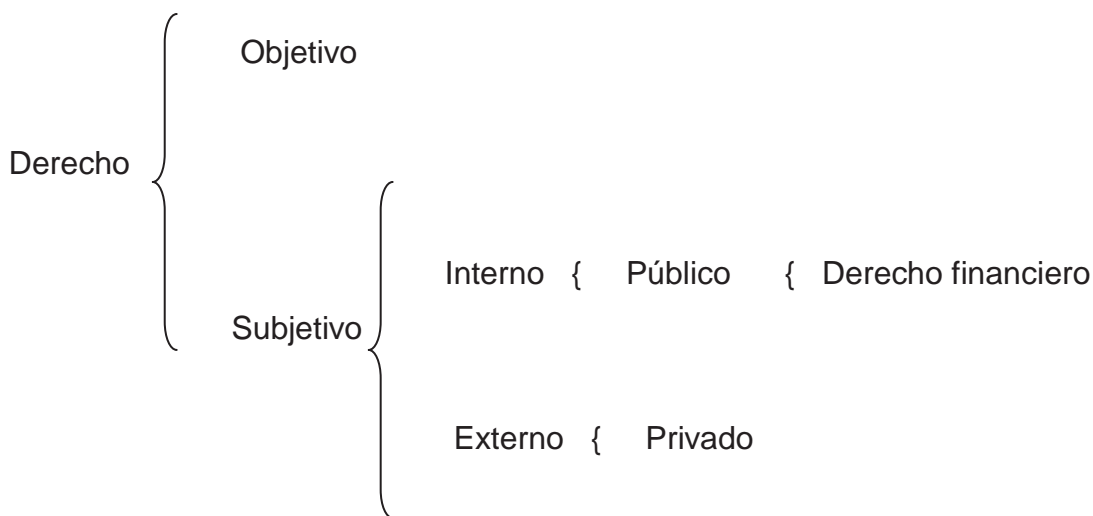 Objetivo
Derecho
Interno { Público { Derecho financiero
Subjetivo
Externo { Privado